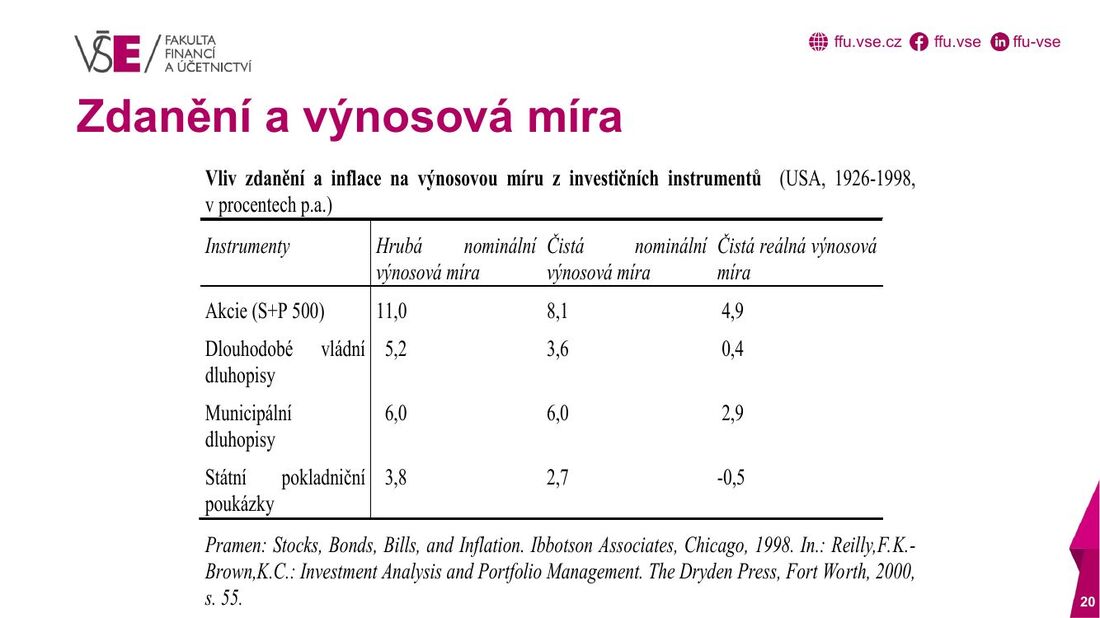 VŠE/ FAKULTA
FINANCÍ
A ÚČETNICTVÍ
ffu.vse.cz ffu.vse ffu-vse
Zdanění a výnosová míra
Vliv zdanění a inflace na výnosovou míru z investičních instrumentů (USA, 1926-1998,
v procentech p.a.)
Instrumenty Hrubá nominální Čistá nominální Čistá reálná výnosová
výnosová míra výnosová míra míra
Akcie (S+P 500) 11,0 8,1 4,9
Dlouhodobé vládní 5,2 3,6 0,4
dluhopisy
Municipální 6,0 6,0 2,9
dluhopisy
Státní pokladniční 3,8 2,7 -0,5
poukázky
Pramen: Stocks, Bonds, Bills, and Inflation. Ibbotson Associates, Chicago, 1998. In.: Reilly,F.K.-
Brown,K.C.: Investment Analysis and Portfolio Management. The Dryden Press, Fort Worth, 2000,
s. 55.
20